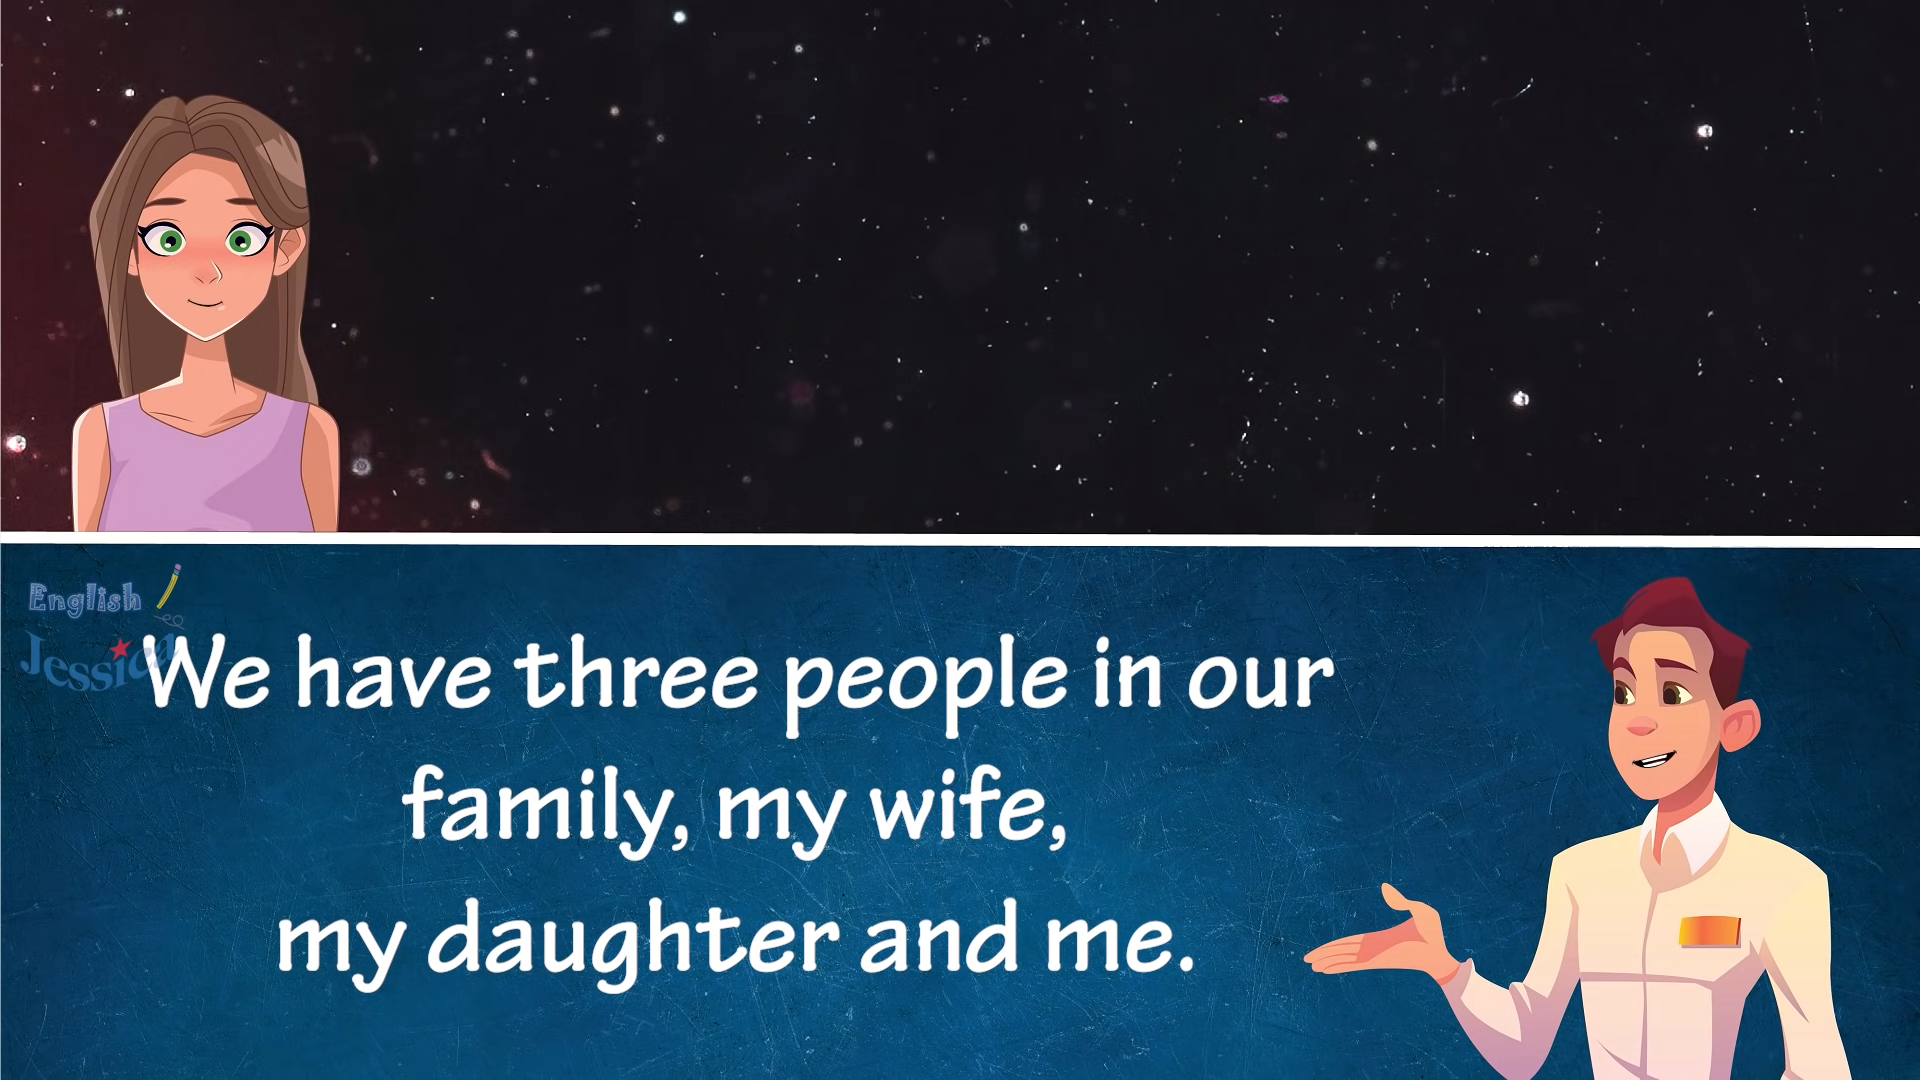 English
Jessica
We have three people in our
family, my wife,
my daughter and me.